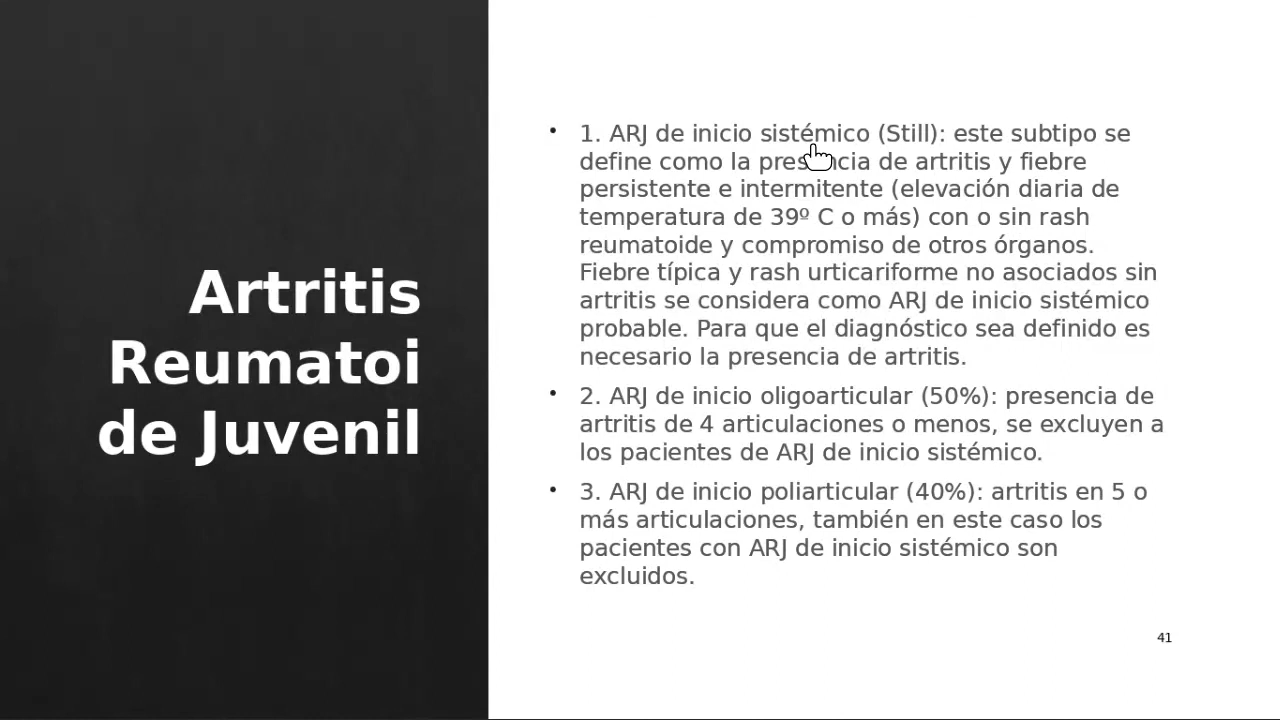 Artritis
Reumatoi
de Juvenil
• 1. ARJ de inicio sistémico (Still): este subtipo se
define como la presencia de artritis y fiebre
persistente e intermitente (elevación diaria de
temperatura de 39º C o más) con o sin rash
reumatoide y compromiso de otros órganos.
Fiebre típica y rash urticariforme no asociados sin
artritis se considera como ARJ de inicio sistémico
probable. Para que el diagnóstico sea definido es
necesario la presencia de artritis.
• 2. ARJ de inicio oligoarticular (50%): presencia de
artritis de 4 articulaciones o menos, se excluyen a
los pacientes de ARJ de inicio sistémico.
• 3. ARJ de inicio poliarticular (40%): artritis en 5 o
más articulaciones, también en este caso los
pacientes con ARJ de inicio sistémico son
excluidos.
41